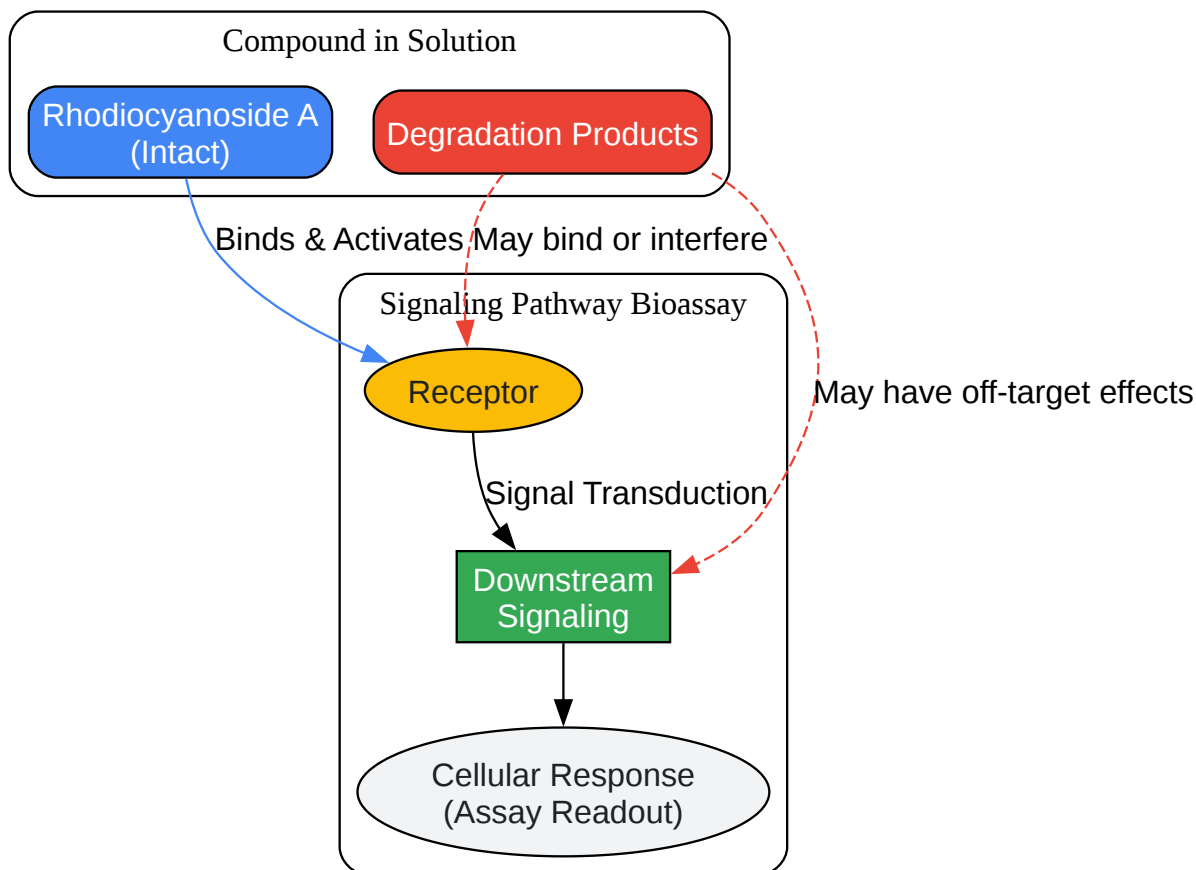 Compound in Solution
Rhodiocyanoside A
(Intact)
Degradation Products
Binds & Activates
May bind or interfere
Signaling Pathway Bioassay
Receptor
May have off-target effects
Signal Transduction
Downstream
Signaling
Cellular Response
(Assay Readout)